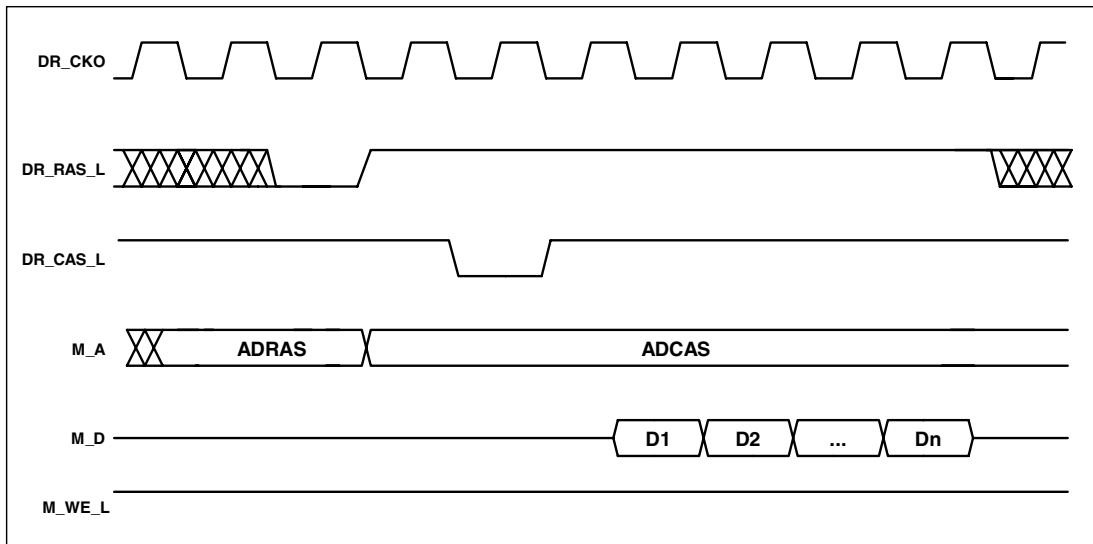 DR_CKO
DR_RAS_L
DR_CAS_L
M_A
ADRAS
ADCAS
M_D
D1
D2
...
Dn
M_WE_L